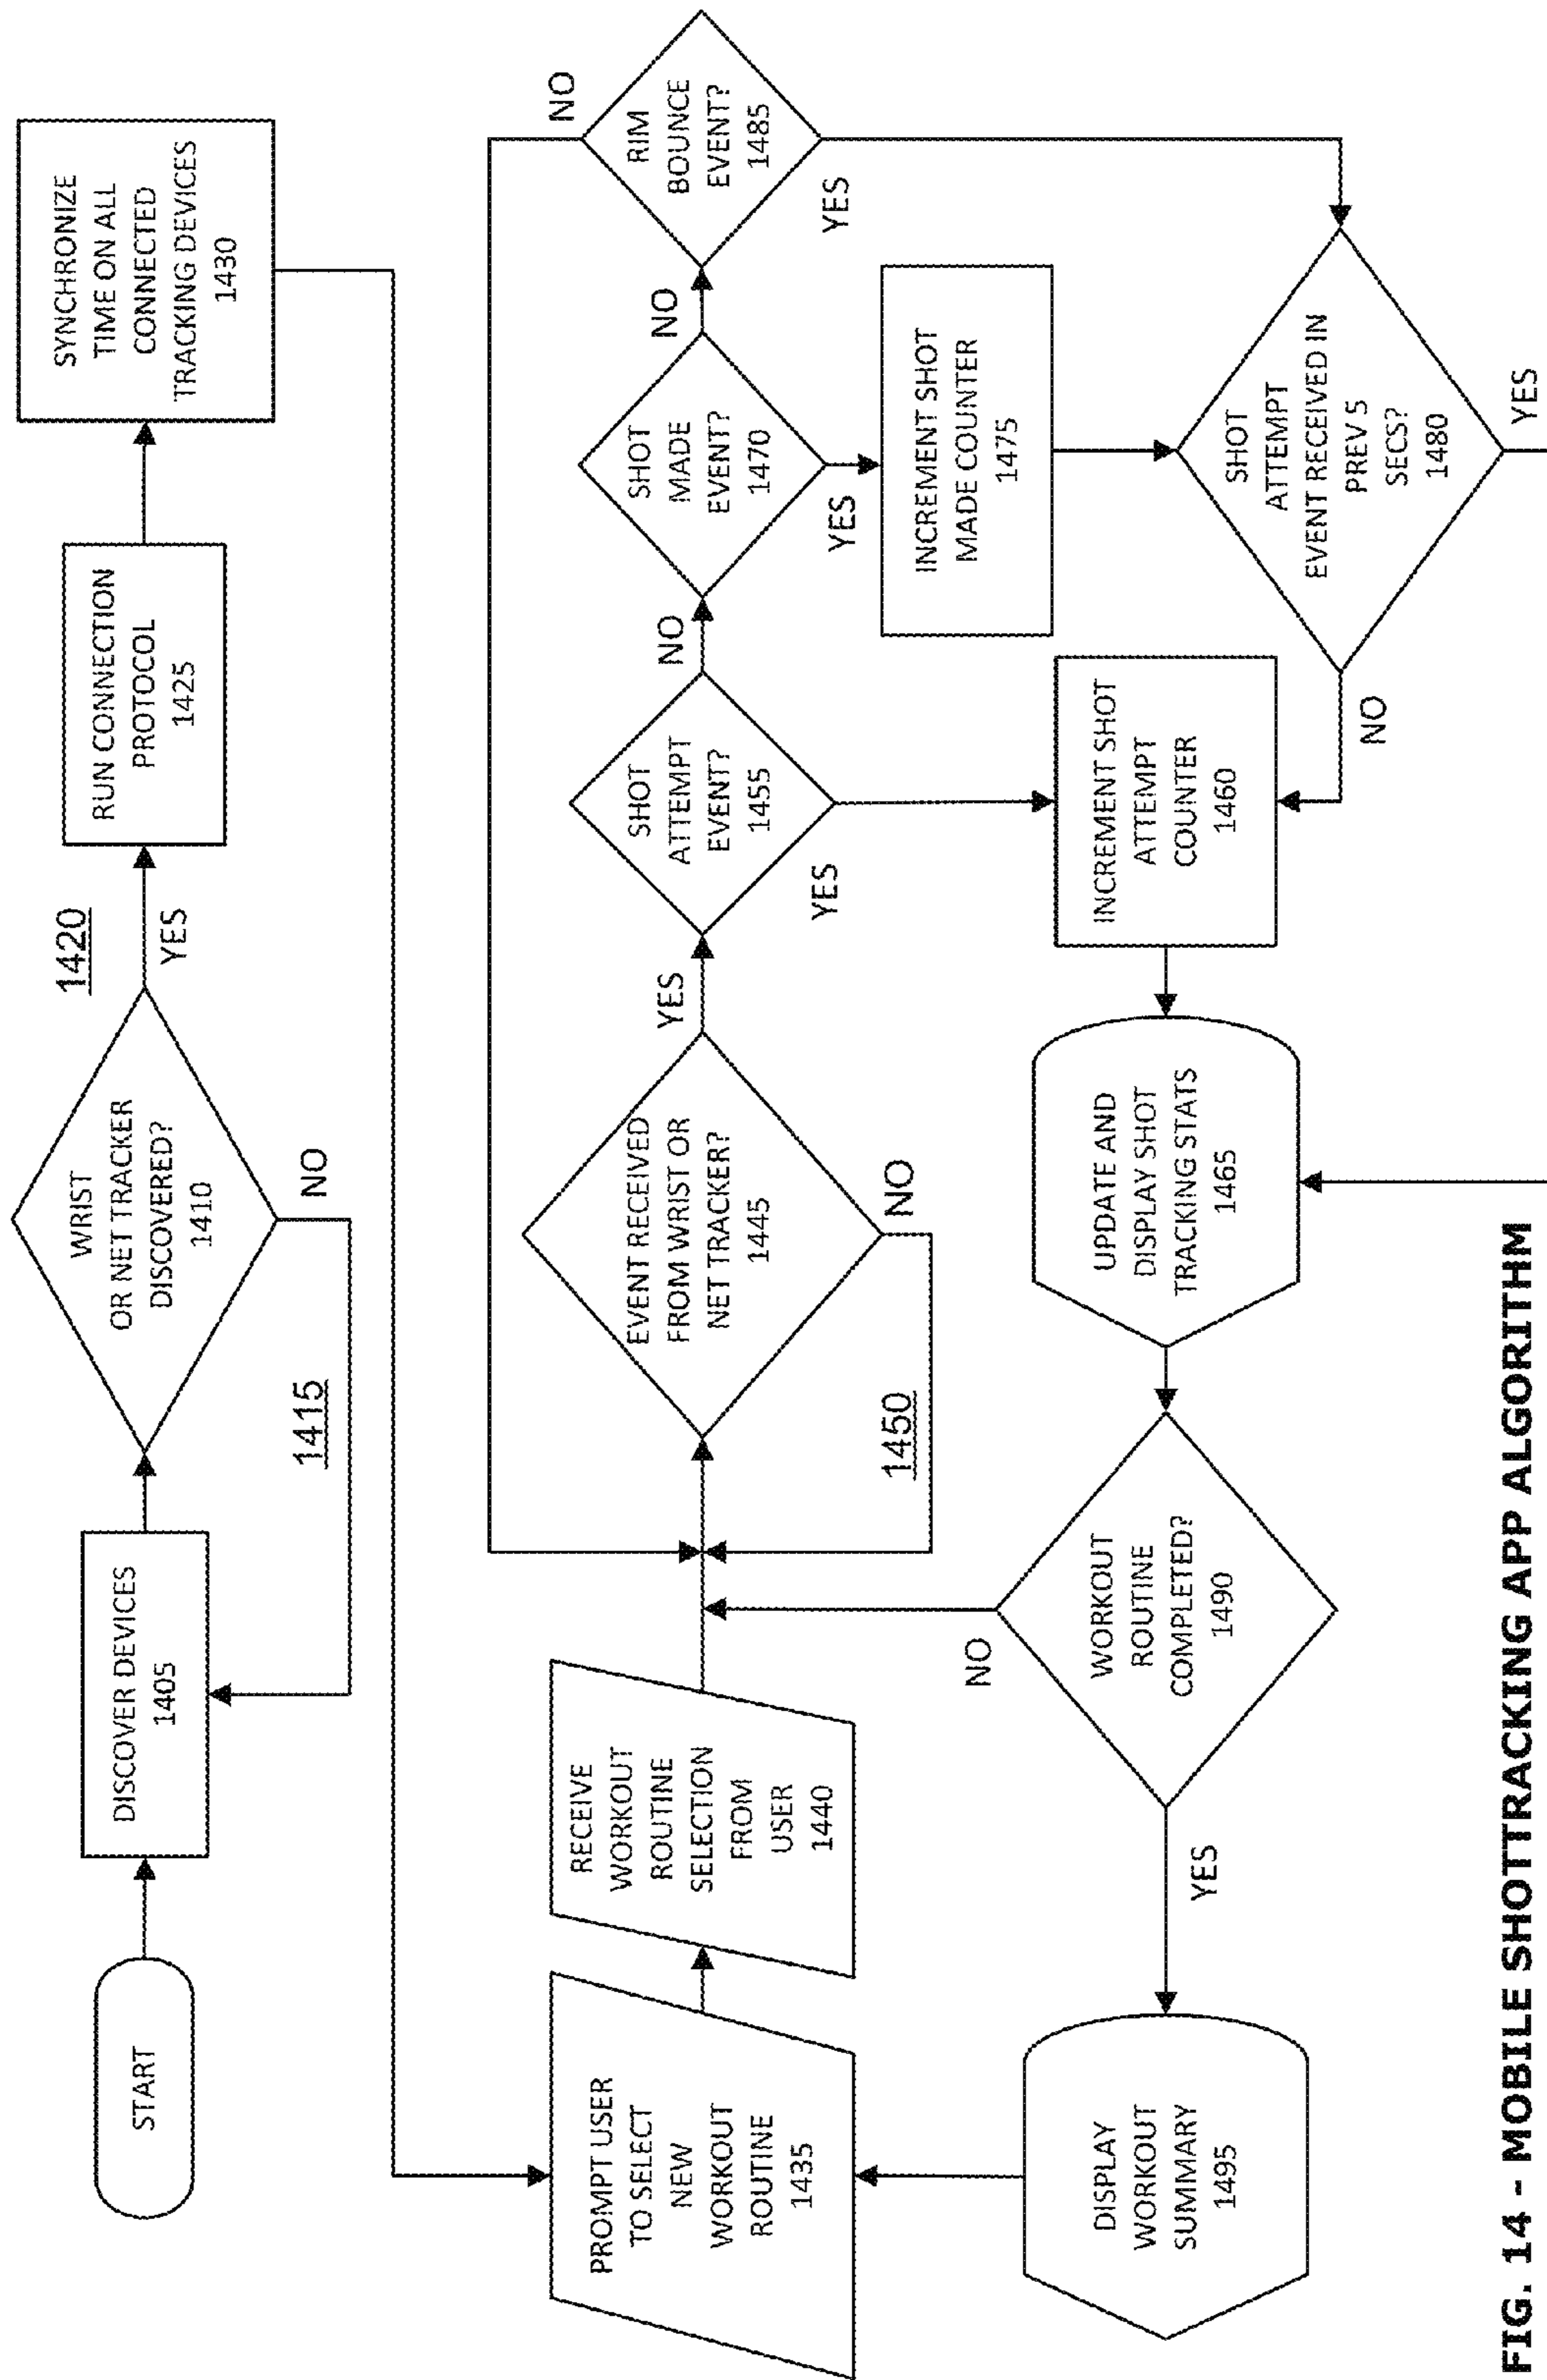 START
DISCOVER DEVICES
1405
WRIST
OR NET TRACKER
DISCOVERED?
1410
NO
1415
1420
YES
RUN CONNECTION
PROTOCOL
1425
SYNCHRONIZE
TIME ON ALL
CONNECTED
TRACKING DEVICES
1430
PROMPT USER
TO SELECT
NEW
WORKOUT
ROUTINE
1435
RECEIVE
WORKOUT
ROUTINE
SELECTION
FROM
USER
1440
EVENT RECEIVED
FROM WRIST OR
NET TRACKER?
1445
NO
1450
YES
SHOT
ATTEMPT
EVENT?
1455
YES
NO
SHOT
MADE
EVENT?
1470
YES
NO
RIM
BOUNCE
EVENT?
1485
NO
YES
INCREMENT SHOT
MADE COUNTER
1475
SHOT
ATTEMPT
EVENT RECEIVED IN
PREV 5
SECS?
1480
NO
YES
INCREMENT SHOT
ATTEMPT
COUNTER
1460
UPDATE AND
DISPLAY SHOT
TRACKING STATS
1465
WORKOUT
ROUTINE
COMPLETED?
1490
NO
YES
DISPLAY
WORKOUT
SUMMARY
1495
FIG. 14 - MOBILE SHOTTRACKING APP ALGORITHM